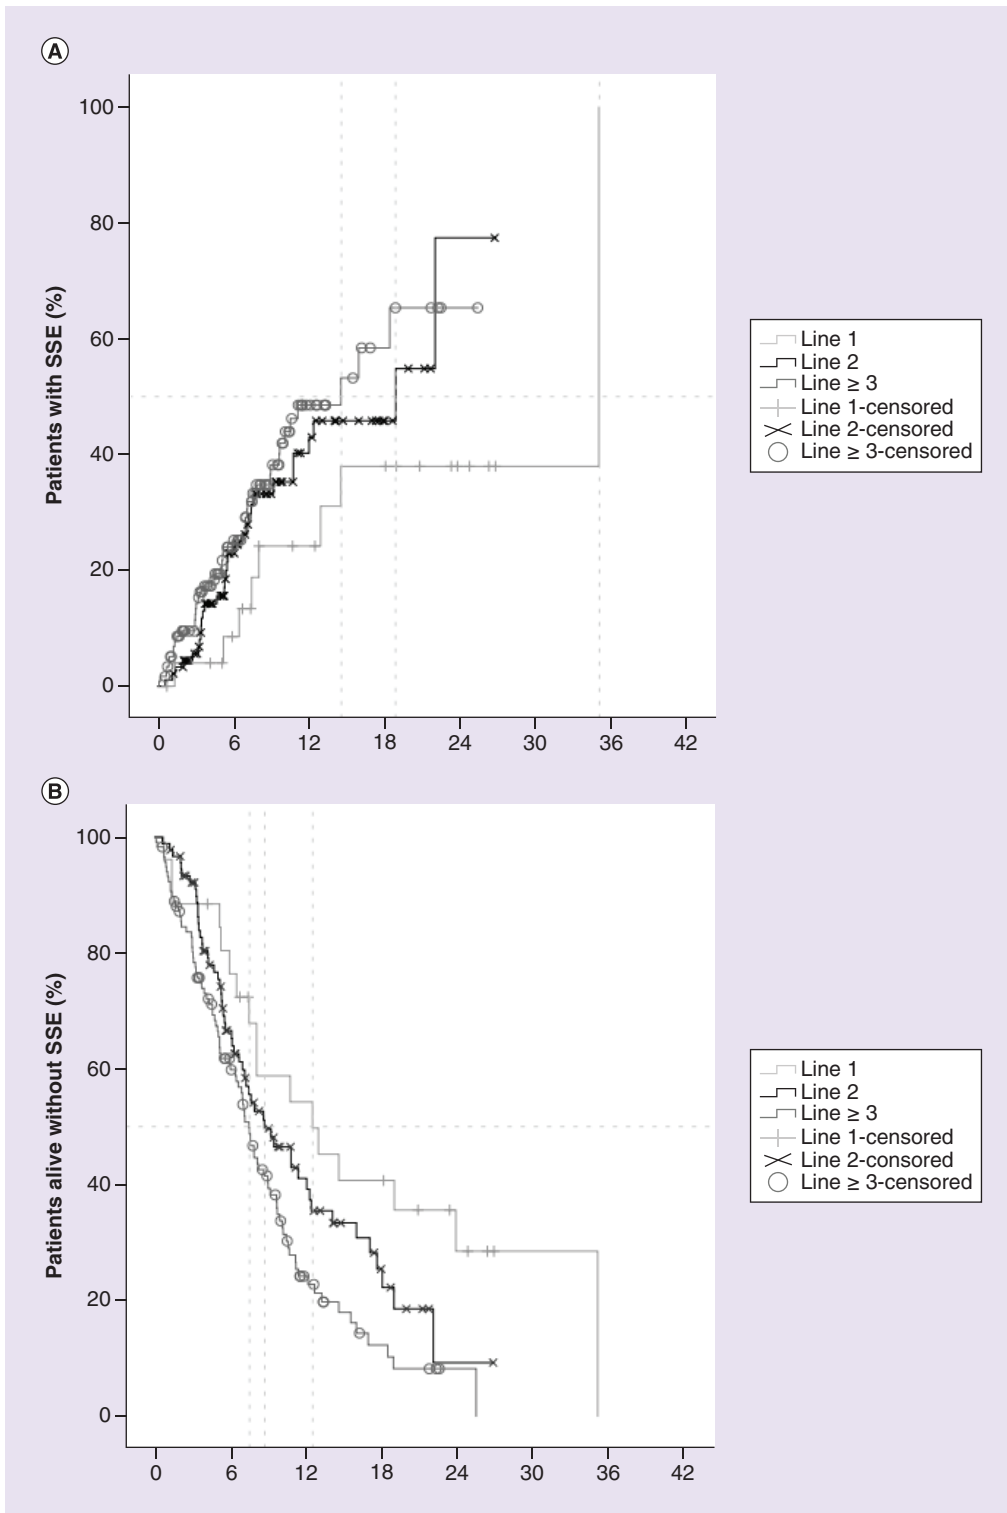 A
Patients with SSE (%)
100
80
60
40
20
0
0 6 12 18 24 30 36 42
Line 1
Line 2
Line ≥ 3
Line 1-censored
Line 2-censored
Line ≥ 3-censored
B
Patients alive without SSE (%)
100
80
60
40
20
0
0 6 12 18 24 30 36 42
Line 1
Line 2
Line ≥ 3
Line 1-censored
Line 2-consored
Line ≥ 3-censored